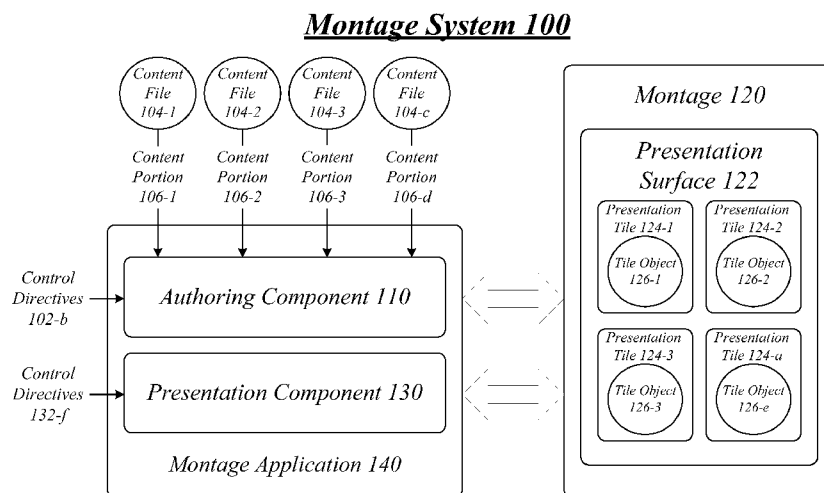 Montage System 100
Content
File
104-1
Content
File
104-2
Content
File
104-3
Content
File
104-c
Content
Portion
106-1
Content
Portion
106-2
Content
Portion
106-3
Content
Portion
106-d
Control
Directives
102-b
Authoring Component 110
Control
Directives
132-f
Presentation Component 130
Montage Application 140
Montage 120
Presentation
Surface 122
Presentation
Tile 124-1
Tile Object
126-1
Presentation
Tile 124-2
Tile Object
126-2
Presentation
Tile 124-3
Tile Object
126-3
Presentation
Tile 124-a
Tile Object
126-e